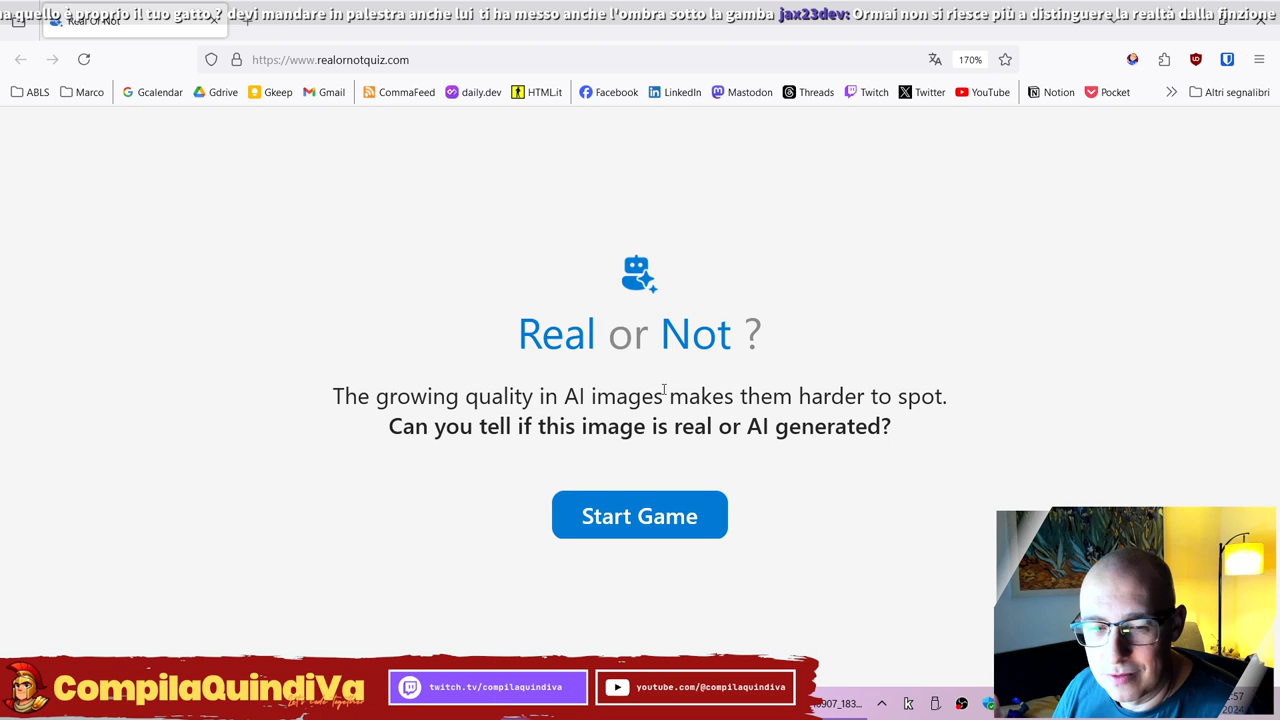 quello è proprio il tuo gatto ? devi mandare in palestra anche lui ti ha messo anche l'ombra sotto la gamba jax23dev: Ormai non si riesce più a distinguere la realtà dalla finzione
Real Or Not
https://www.realornotquiz.com
170%
ABLS Marco Gcalendar Gdrive Gkeep Gmail CommaFeed daily.dev HTML.it Facebook LinkedIn Mastodon Threads Twitch Twitter YouTube Notion Pocket Altri segnalibri
Real or Not ?
The growing quality in AI images makes them harder to spot.
Can you tell if this image is real or AI generated?
Start Game
CompilaQuindiVa
Let's code together
twitch.tv/compilaquindiva
youtube.com/@compilaquindiva